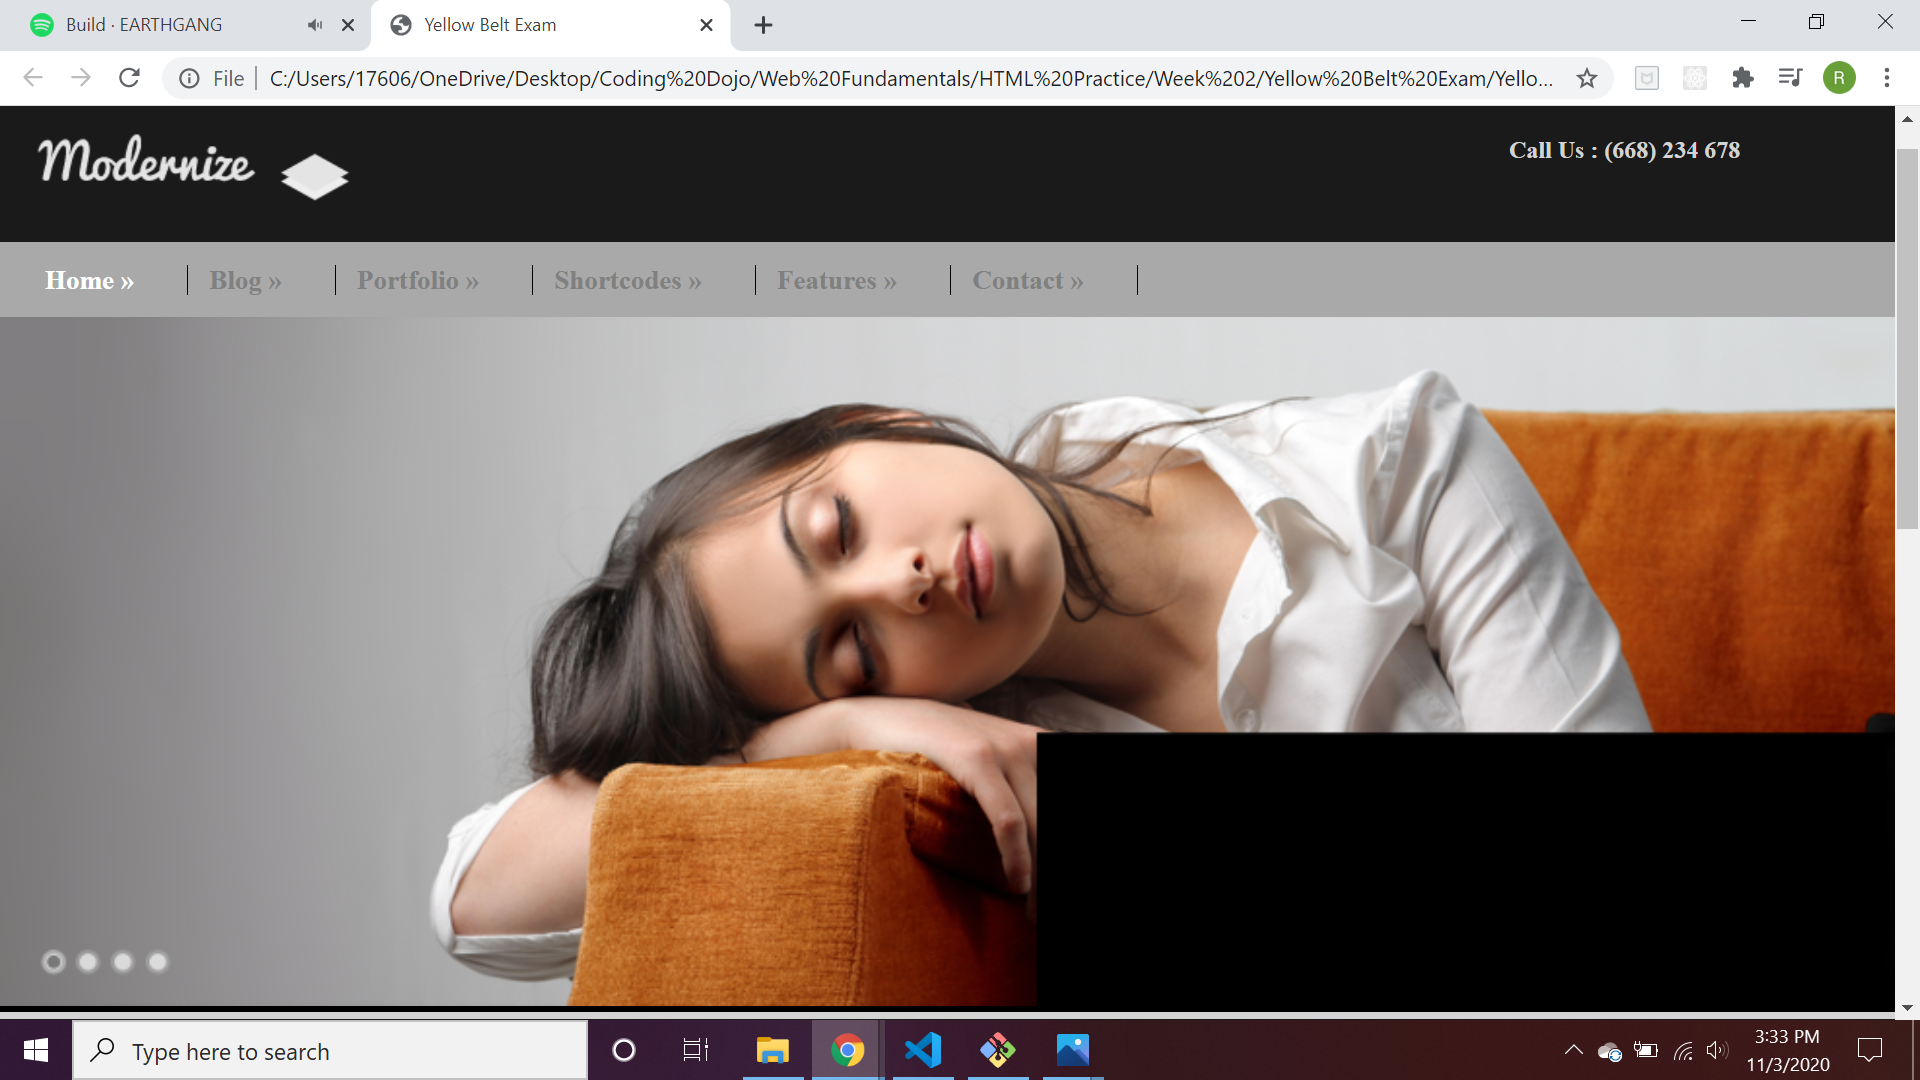 Build · EARTHGANG
Yellow Belt Exam
File
C:/Users/17606/OneDrive/Desktop/Coding%20Dojo/Web%20Fundamentals/HTML%20Practice/Week%202/Yellow%20Belt%20Exam/Yello...
R
Modernize
Call Us : (668) 234 678
Home » Blog » Portfolio » Shortcodes » Features » Contact »
Type here to search
3:33 PM
11/3/2020